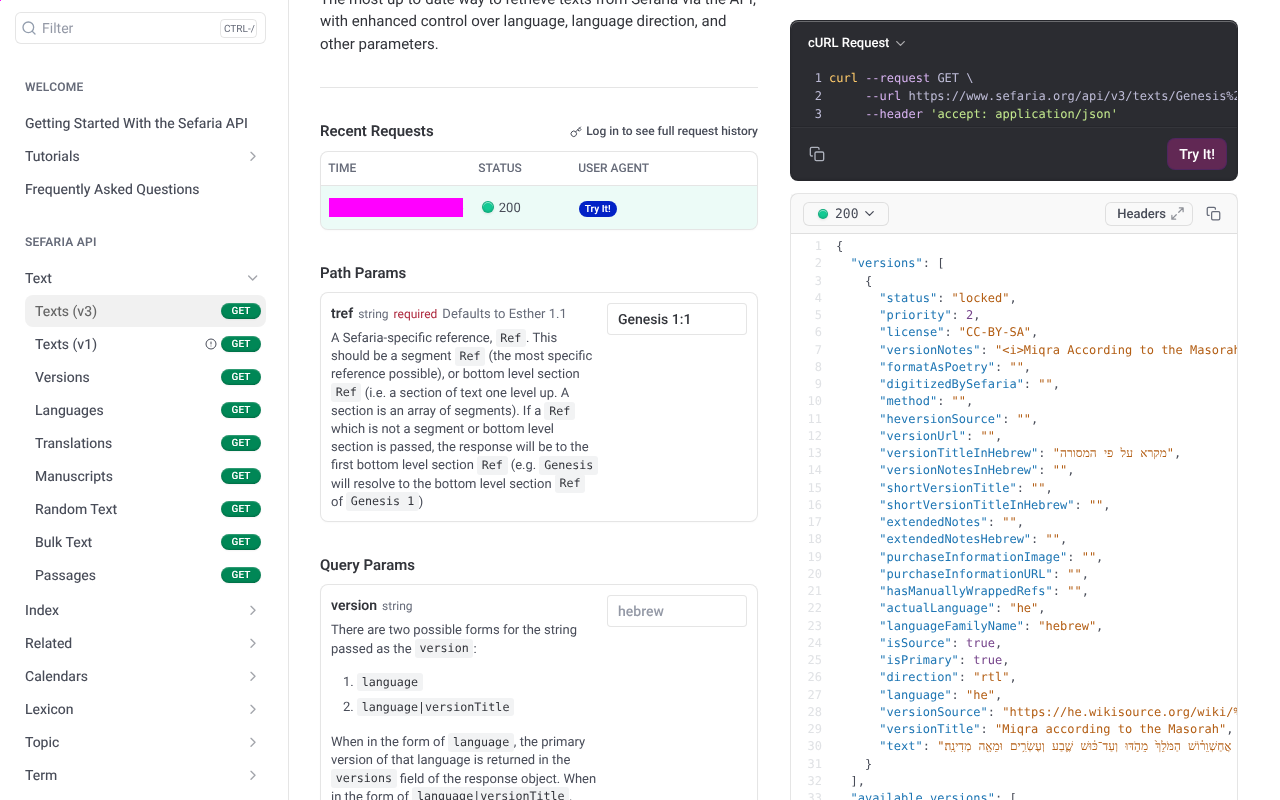 Filter
CTRL-/
WELCOME
Getting Started With the Sefaria API
Tutorials
Frequently Asked Questions
SEFARIA API
Text
Texts (v3) GET
Texts (v1) GET
Versions GET
Languages GET
Translations GET
Manuscripts GET
Random Text GET
Bulk Text GET
Passages GET
Index
Related
Calendars
Lexicon
Topic
Term
The most up to date way to retrieve texts from Sefaria via the API,
with enhanced control over language, language direction, and
other parameters.
Recent Requests
Log in to see full request history
TIME STATUS USER AGENT
200 Try It!
Path Params
tref string required Defaults to Esther 1.1
Genesis 1:1
A Sefaria-specific reference, Ref. This
should be a segment Ref (the most specific
reference possible), or bottom level section
Ref (i.e. a section of text one level up. A
section is an array of segments). If a Ref
which is not a segment or bottom level
section is passed, the response will be to the
first bottom level section Ref (e.g. Genesis
will resolve to the bottom level section Ref
of Genesis 1)
Query Params
version string
hebrew
There are two possible forms for the string
passed as the version:
1. language
2. language|versionTitle
When in the form of language, the primary
version of that language is returned in the
versions field of the response object. When
in the form of language|versionTitle,
cURL Request
1 curl --request GET \
2 --url https://www.sefaria.org/api/v3/texts/Genesis%2
3 --header 'accept: application/json'
Try It!
200
Headers
1 {
2 "versions": [
3 {
4 "status": "locked",
5 "priority": 2,
6 "license": "CC-BY-SA",
7 "versionNotes": "<i>Miqra According to the Masorah
8 "formatAsPoetry": "",
9 "digitizedBySefaria": "",
10 "method": "",
11 "heversionSource": "",
12 "versionUrl": "",
13 "versionTitleInHebrew": "מקרא על פי המסורה",
14 "versionNotesInHebrew": "",
15 "shortVersionTitle": "",
16 "shortVersionTitleInHebrew": "",
17 "extendedNotes": "",
18 "extendedNotesHebrew": "",
19 "purchaseInformationImage": "",
20 "purchaseInformationURL": "",
21 "hasManuallyWrappedRefs": "",
22 "actualLanguage": "he",
23 "languageFamilyName": "hebrew",
24 "isSource": true,
25 "isPrimary": true,
26 "direction": "rtl",
27 "language": "he",
28 "versionSource": "https://he.wikisource.org/wiki/%
29 "versionTitle": "Miqra according to the Masorah",
30 "text": "אֲחַשְׁוֵר֗וֹשׁ הַמֹּלֵךְ֙ מֵהֹ֣דּוּ וְעַד־כּ֔וּשׁ שֶׁ֛בַע וְעֶשְׂרִ֥ים וּמֵאָ֖ה מְדִינָֽה
31 }
32 ],
33 "available_versions": [